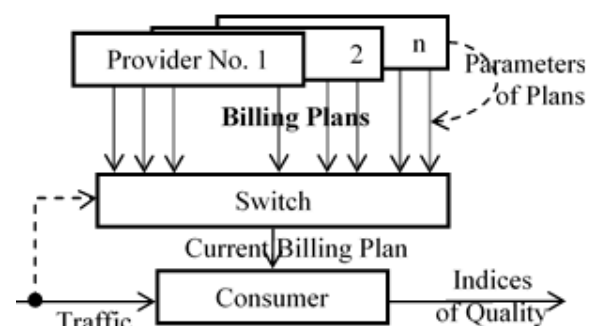 n
2
Provider No. 1
Parameters
of Plans
Billing Plans
Switch
Current Billing Plan
Consumer
Indices
of Quality
Traffic